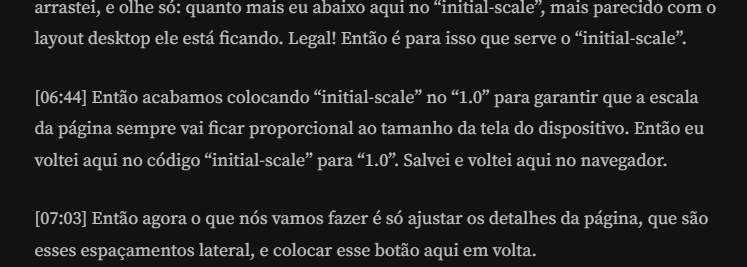 arrastei, e olhe só: quanto mais eu abaixo aqui no “initial-scale”, mais parecido com o
layout desktop ele está ficando. Legal! Então é para isso que serve o “initial-scale”.
[06:44] Então acabamos colocando “initial-scale” no “1.0” para garantir que a escala
da página sempre vai ficar proporcional ao tamanho da tela do dispositivo. Então eu
voltei aqui no código “initial-scale” para “1.0”. Salvei e voltei aqui no navegador.
[07:03] Então agora o que nós vamos fazer é só ajustar os detalhes da página, que são
esses espaçamentos lateral, e colocar esse botão aqui em volta.